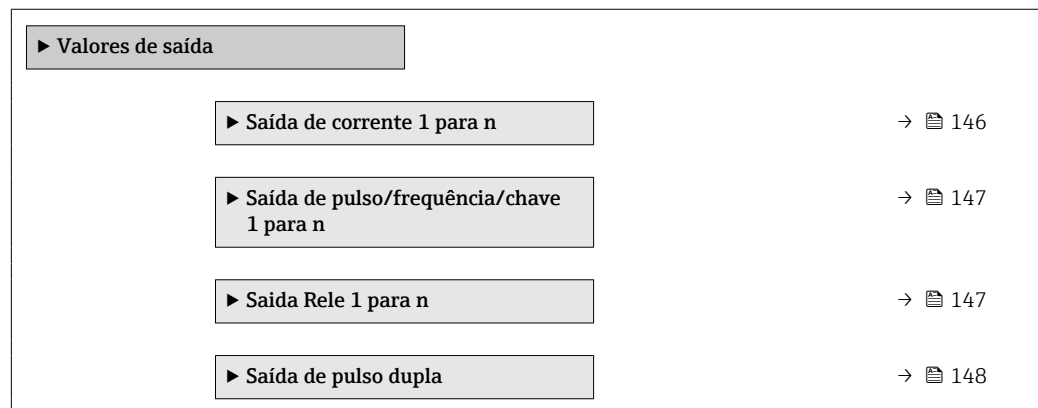 ▶ Valores de saída
▶ Saída de corrente 1 para n → 146
▶ Saída de pulso/frequência/chave → 147
1 para n
▶ Saida Rele 1 para n → 147
▶ Saída de pulso dupla → 148